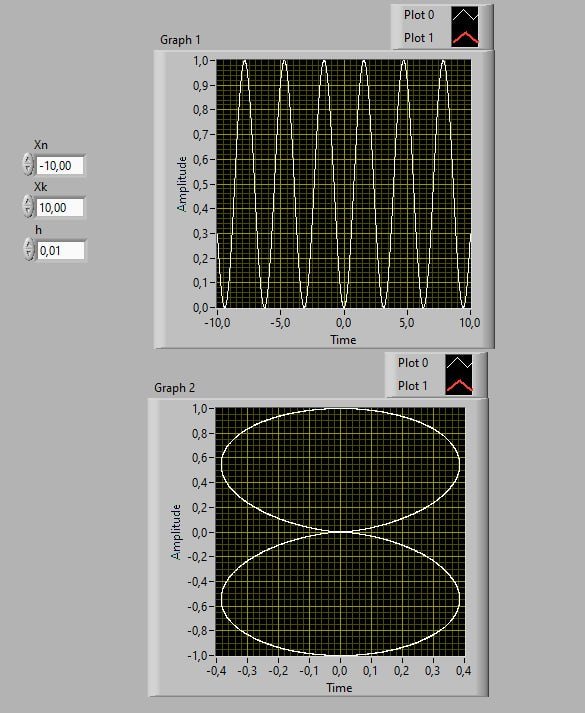 Plot 0
Plot 1
Graph 1
1,0
0,9
0,8
0,7
0,6
0,5
0,4
0,3
0,2
0,1
0,0
Amplitude
-10,0 -5,0 0,0 5,0 10,0
Time
Xn
-10,00
Xk
10,00
h
0,01
Plot 0
Plot 1
Graph 2
1,0
0,8
0,6
0,4
0,2
0,0
-0,2
-0,4
-0,6
-0,8
-1,0
Amplitude
-0,4 -0,3 -0,2 -0,1 0,0 0,1 0,2 0,3 0,4
Time